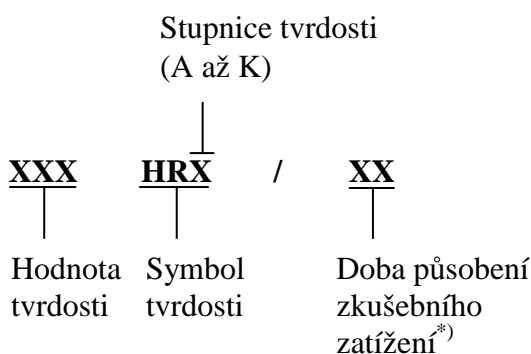 Stupnice tvrdosti
(A až K)
XXX HRX / XX
Hodnota Symbol Doba působení
tvrdosti tvrdosti zkušebního
zatížení*)